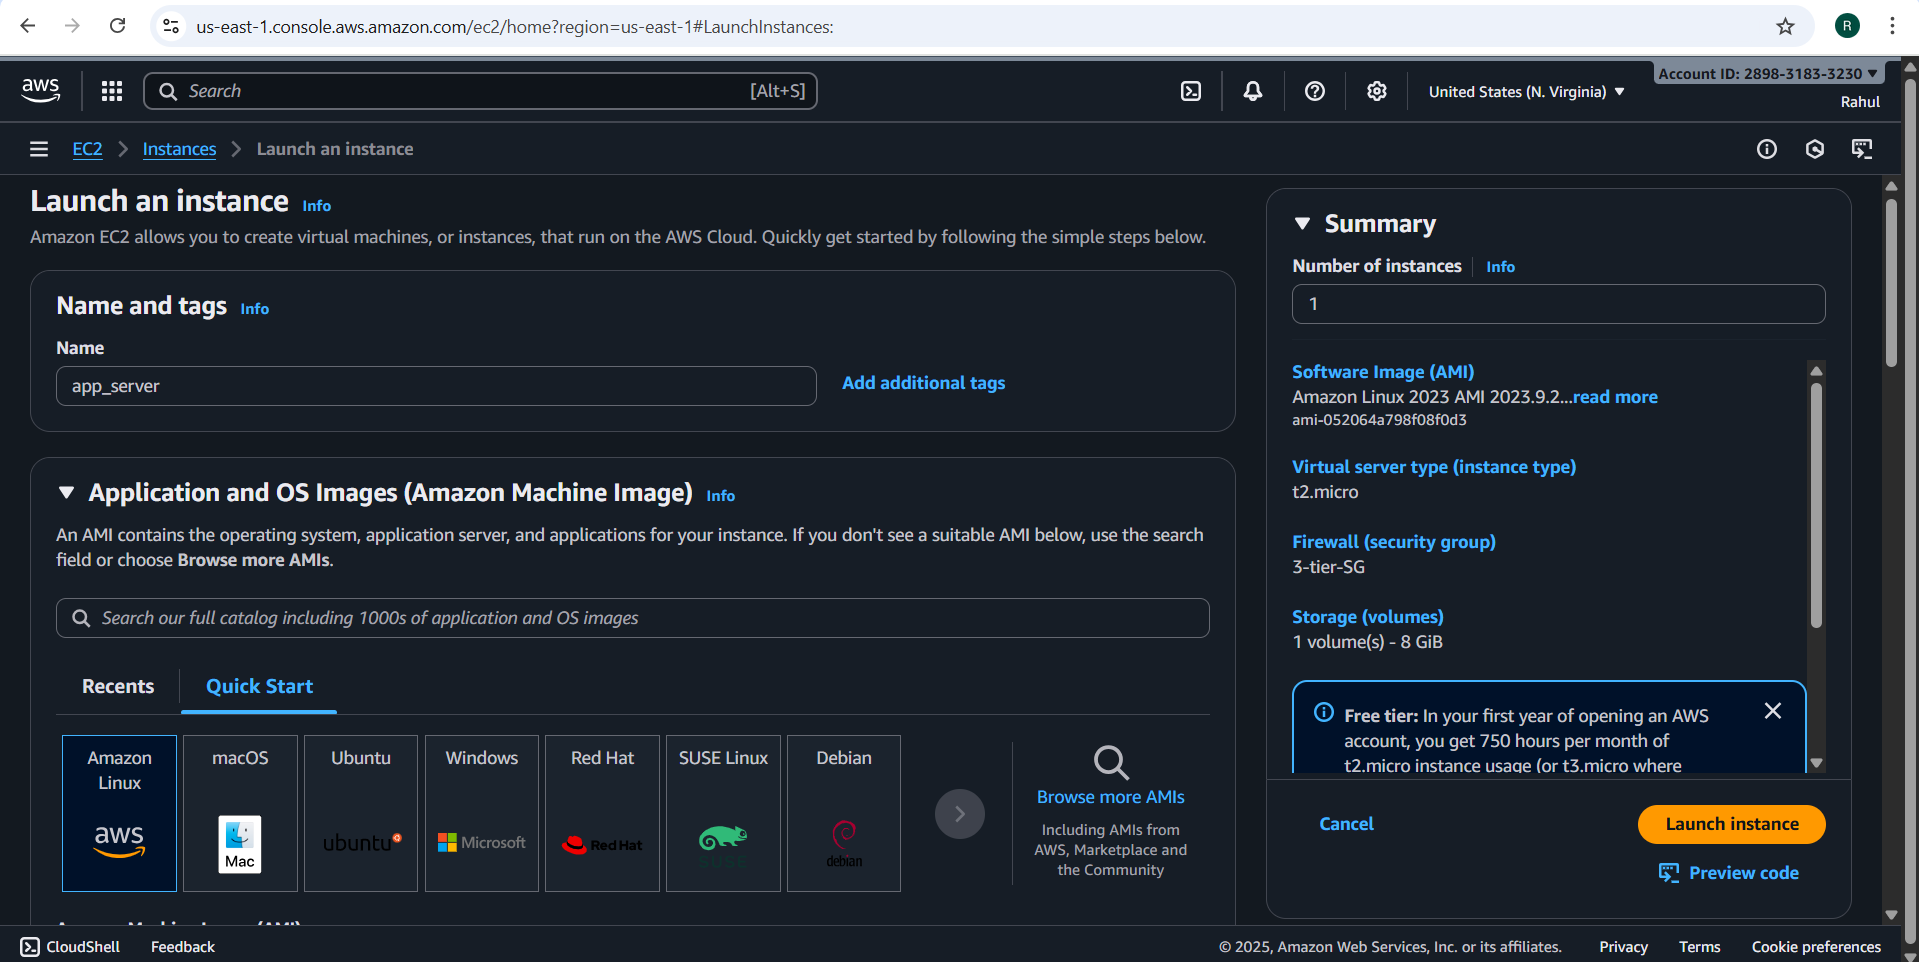 us-east-1.console.aws.amazon.com/ec2/home?region=us-east-1#LaunchInstances:
R
aws
Search
[Alt+S]
United States (N. Virginia)
Account ID: 2898-3183-3230
Rahul
EC2
Instances
Launch an instance
Launch an instance Info
Amazon EC2 allows you to create virtual machines, or instances, that run on the AWS Cloud. Quickly get started by following the simple steps below.
Name and tags Info
Name
app_server
Add additional tags
Application and OS Images (Amazon Machine Image) Info
An AMI contains the operating system, application server, and applications for your instance. If you don't see a suitable AMI below, use the search
field or choose Browse more AMIs.
Search our full catalog including 1000s of application and OS images
Recents
Quick Start
Amazon
Linux
aws
macOS
Mac
Ubuntu
ubuntu
Windows
Microsoft
Red Hat
Red Hat
SUSE Linux
SUSE
Debian
debian
Browse more AMIs
Including AMIs from
AWS, Marketplace and
the Community
Summary
Number of instances Info
1
Software Image (AMI)
Amazon Linux 2023 AMI 2023.9.2...read more
ami-052064a798f08f0d3
Virtual server type (instance type)
t2.micro
Firewall (security group)
3-tier-SG
Storage (volumes)
1 volume(s) - 8 GiB
Free tier: In your first year of opening an AWS
account, you get 750 hours per month of
t2.micro instance usage (or t3.micro where
Cancel
Launch instance
Preview code
CloudShell
Feedback
© 2025, Amazon Web Services, Inc. or its affiliates.
Privacy
Terms
Cookie preferences